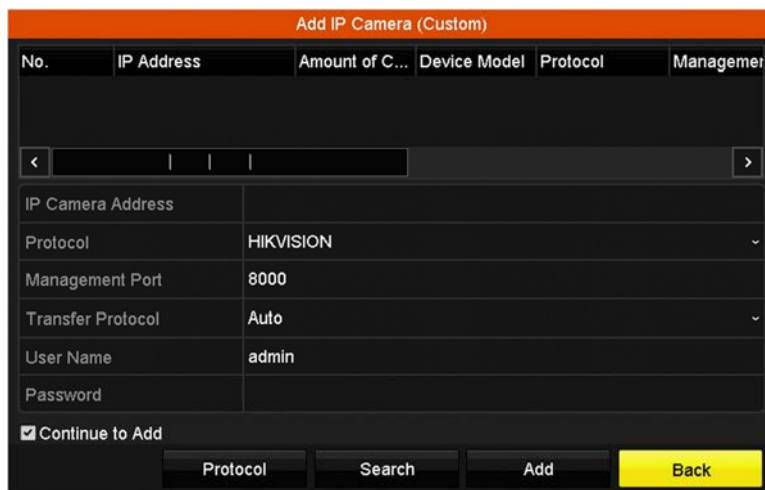 Add IP Camera (Custom)
No. IP Address Amount of C... Device Model Protocol Managemen
IP Camera Address
Protocol HIKVISION
Management Port 8000
Transfer Protocol Auto
User Name admin
Password
Continue to Add
Protocol Search Add Back